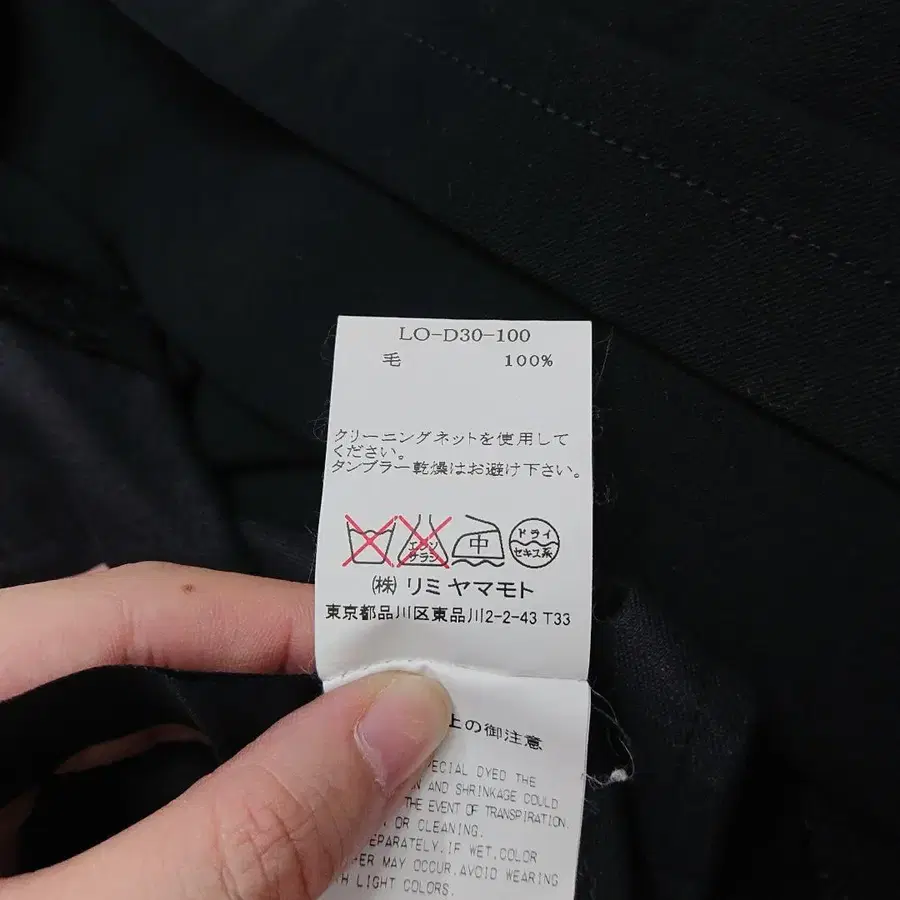 LO-D30-100
毛 100%
クリーニングネットを使用して
ください。
タンブラー乾燥はお避け下さい。
エンソ
サラシ
中
ドライ
セキス系
㈱ リミ ヤマモト
東京都品川区東品川2-2-43 T33
上の御注意
DYED THE
AND SHRINKAGE COULD
THE EVENT OF TRANSPIRATION.
OR CLEANING.
IF WET,COLOR
MAY OCCUR.AVOID WEARING
LIGHT COLORS.